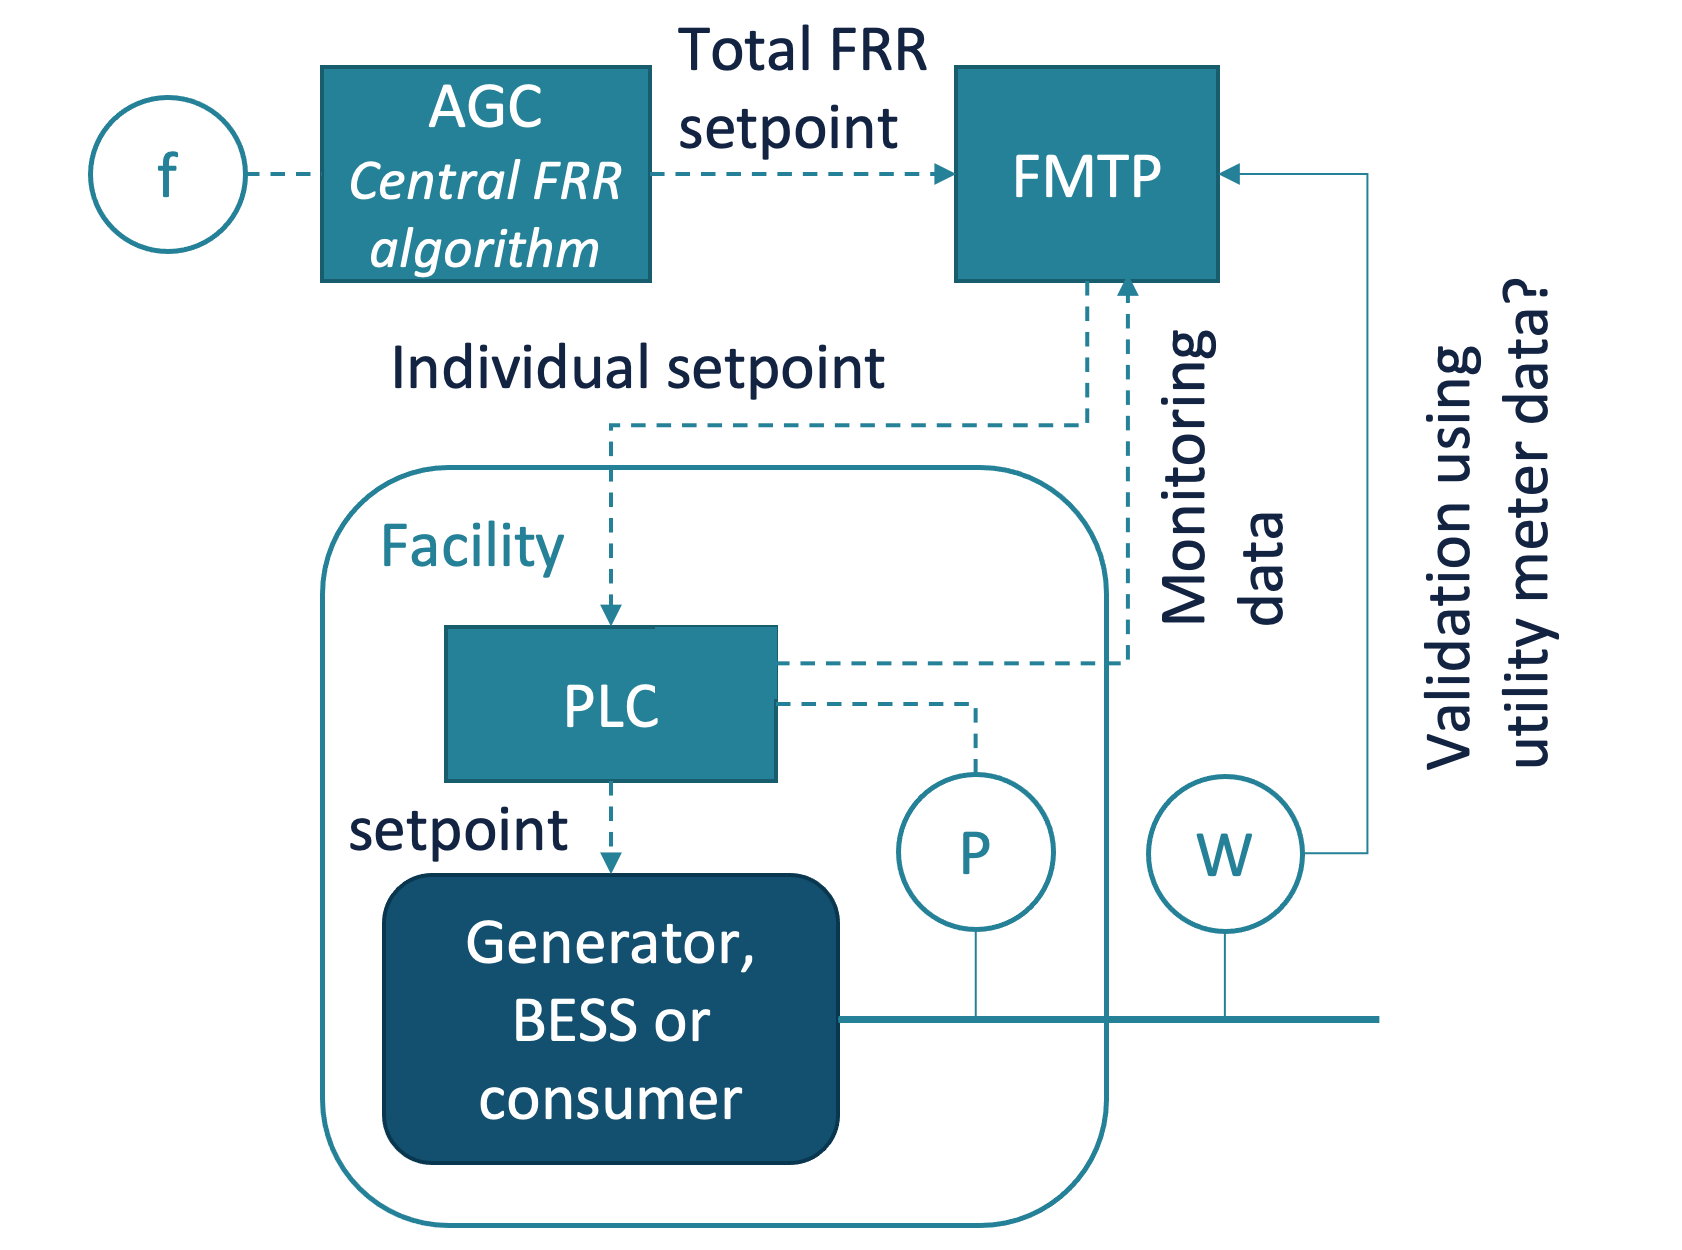 f
AGC
Central FRR
algorithm
Total FRR
setpoint
FMTP
Individual setpoint
Monitoring
data
Validation using
utility meter data?
Facility
PLC
setpoint
P
W
Generator,
BESS or
consumer